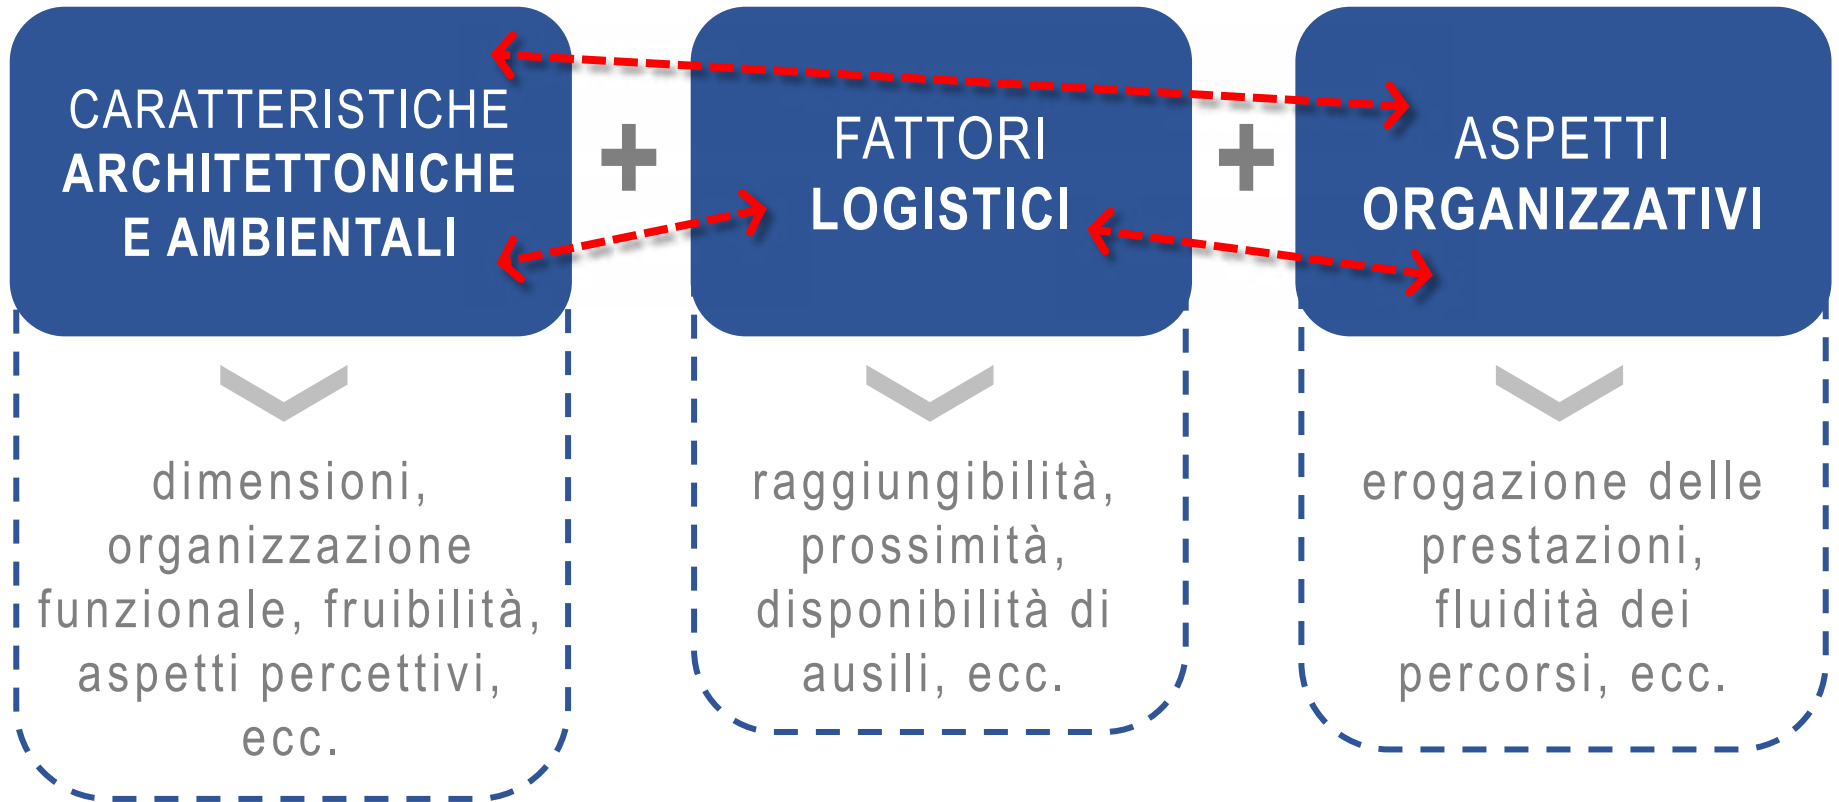 CARATTERISTICHE
ARCHITETTONICHE
E AMBIENTALI
dimensioni,
organizzazione
funzionale, fruibilità,
aspetti percettivi,
ecc.
+
FATTORI
LOGISTICI
raggiungibilità,
prossimità,
disponibilità di
ausili, ecc.
+
ASPETTI
ORGANIZZATIVI
erogazione delle
prestazioni,
fluidità dei
percorsi, ecc.